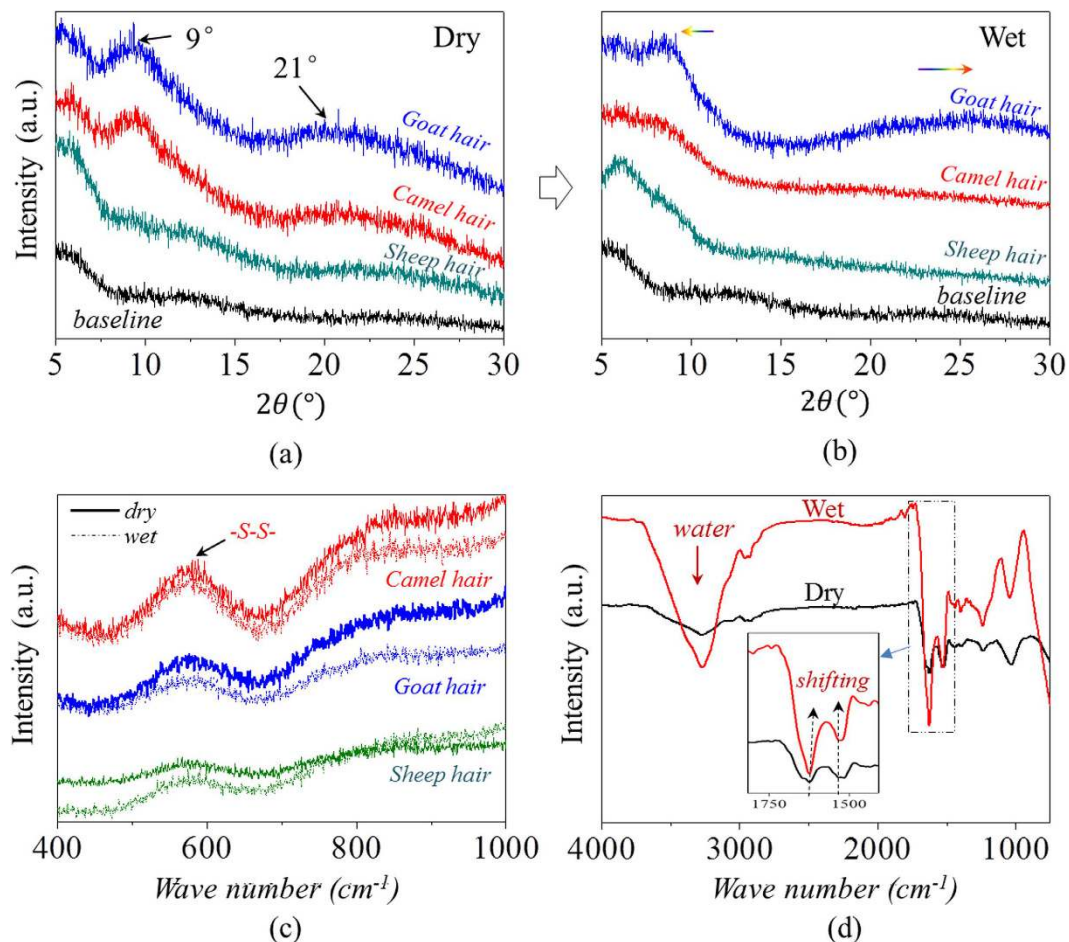 Dry
9°
21°
Goat hair
Camel hair
Sheep hair
baseline
Intensity (a.u.)
5 10 15 20 25 30
2θ (°)
(a)
Wet
Goat hair
Camel hair
Sheep hair
baseline
Intensity (a.u.)
5 10 15 20 25 30
2θ (°)
(b)
dry
wet
-S-S-
Camel hair
Goat hair
Sheep hair
Intensity (a.u.)
400 600 800 1000
Wave number (cm⁻¹)
(c)
Wet
water
Dry
shifting
1750 1500
Intensity (a.u.)
4000 3000 2000 1000
Wave number (cm⁻¹)
(d)